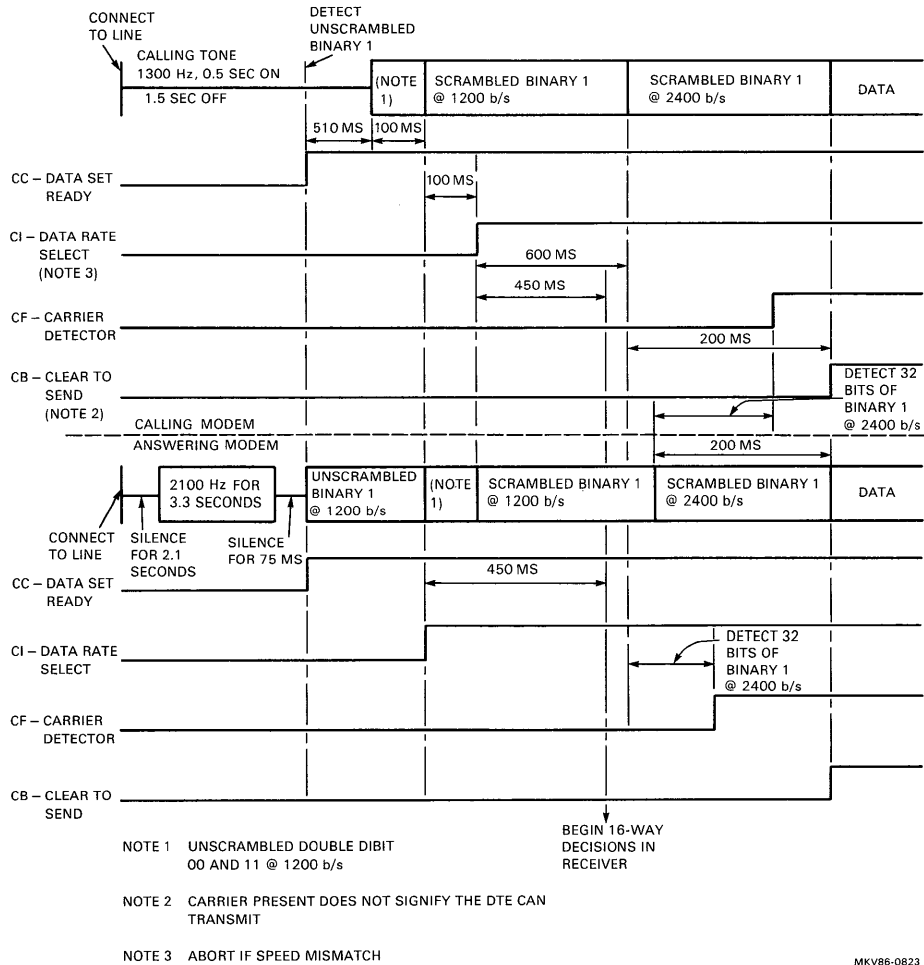 CONNECT
TO LINE
DETECT
UNSCRAMBLED
BINARY 1
CALLING TONE
1300 Hz, 0.5 SEC ON
1.5 SEC OFF
(NOTE
1)
SCRAMBLED BINARY 1
@ 1200 b/s
SCRAMBLED BINARY 1
@ 2400 b/s
DATA
510 MS
100 MS
CC – DATA SET
READY
100 MS
CI – DATA RATE
SELECT
(NOTE 3)
600 MS
450 MS
CF – CARRIER
DETECTOR
200 MS
CB – CLEAR TO
SEND
(NOTE 2)
DETECT 32
BITS OF
BINARY 1
@ 2400 b/s
CALLING MODEM
ANSWERING MODEM
200 MS
2100 Hz FOR
3.3 SECONDS
UNSCRAMBLED
BINARY 1
@ 1200 b/s
(NOTE
1)
SCRAMBLED BINARY 1
@ 1200 b/s
SCRAMBLED BINARY 1
@ 2400 b/s
DATA
CONNECT
TO LINE
SILENCE
FOR 2.1
SECONDS
SILENCE
FOR 75 MS
CC – DATA SET
READY
450 MS
CI – DATA RATE
SELECT
DETECT 32
BITS OF
BINARY 1
@ 2400 b/s
CF – CARRIER
DETECTOR
CB – CLEAR TO
SEND
BEGIN 16-WAY
DECISIONS IN
RECEIVER
NOTE 1 UNSCRAMBLED DOUBLE DIBIT
00 AND 11 @ 1200 b/s
NOTE 2 CARRIER PRESENT DOES NOT SIGNIFY THE DTE CAN
TRANSMIT
NOTE 3 ABORT IF SPEED MISMATCH
MKV86-0823